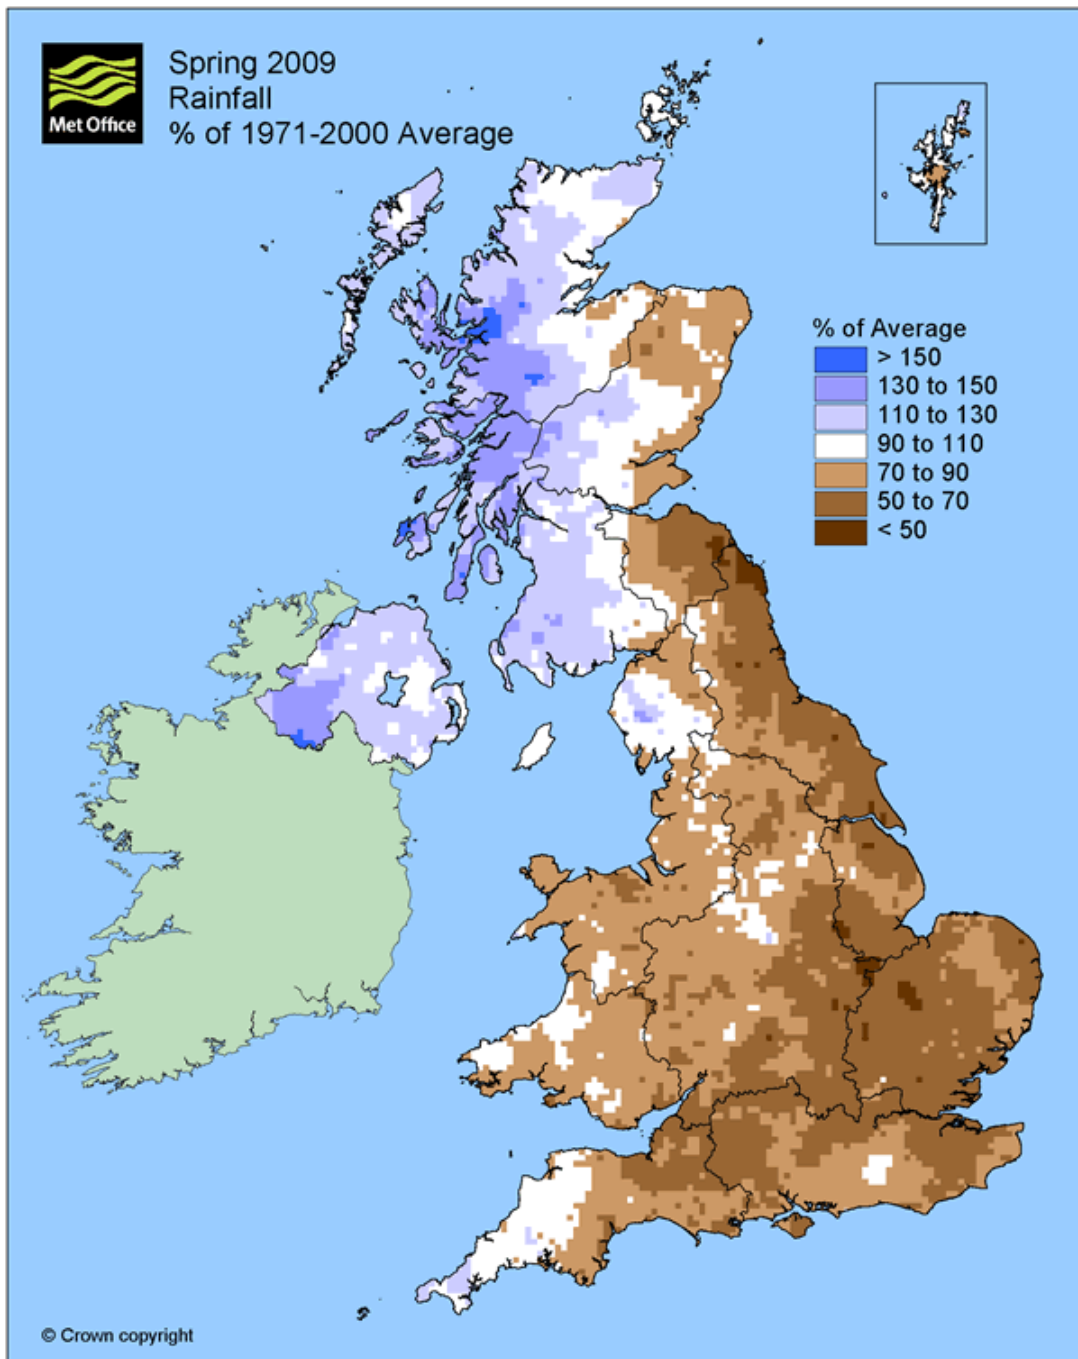 Met Office
Spring 2009
Rainfall
% of 1971-2000 Average
% of Average
> 150
130 to 150
110 to 130
90 to 110
70 to 90
50 to 70
< 50
© Crown copyright